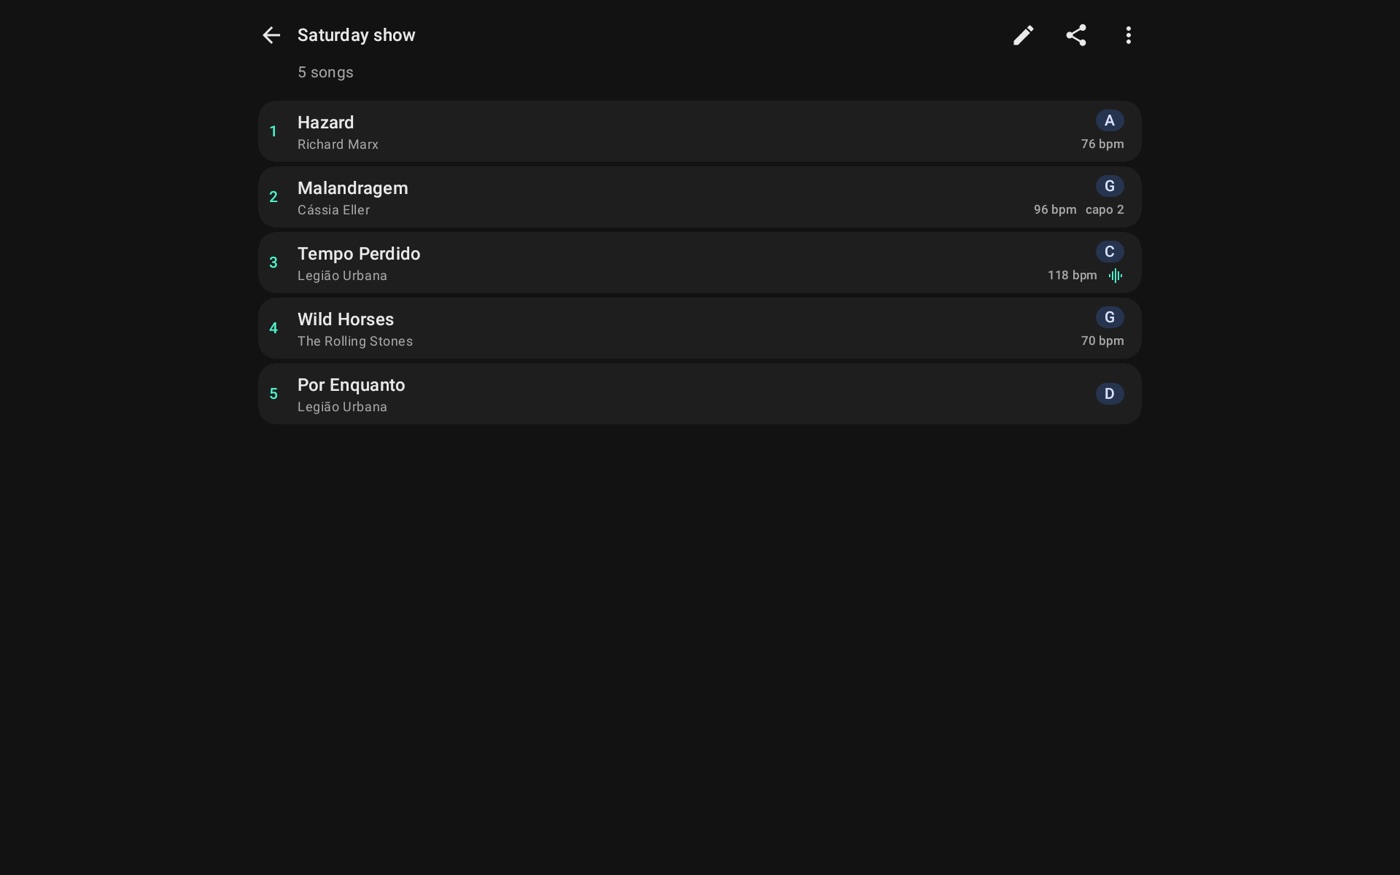 Saturday show
5 songs
1
Hazard
Richard Marx
A
76 bpm
2
Malandragem
Cássia Eller
G
96 bpm capo 2
3
Tempo Perdido
Legião Urbana
C
118 bpm
4
Wild Horses
The Rolling Stones
G
70 bpm
5
Por Enquanto
Legião Urbana
D